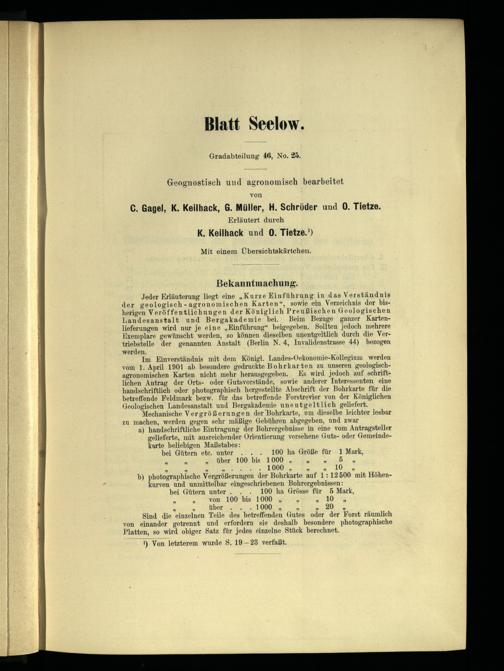 Blatt Seelow.
Gradabteilung 46, No. 25.
Geognostisch und agronomisch bearbeitet
von
C. Gagel, K. Keilhack, G. Müller, H. Schröder und O. Tietze.
Erläutert durch
K. Keilhack und O. Tietze.¹)
Mit einem Übersichtskärtchen.
Bekanntmachung.
Jeder Erläuterung liegt eine „Kurze Einführung in das Verständnis
der geologisch-agronomischen Karten“, sowie ein Verzeichnis der bis-
herigen Veröffentlichungen der Königlich Preußischen Geologischen
Landesanstalt und Bergakademie bei. Beim Bezuge ganzer Karten-
lieferungen wird nur je eine „Einführung“ beigegeben. Sollten jedoch mehrere
Exemplare gewünscht werden, so können dieselben unentgeltlich durch die Ver-
triebstelle der genannten Anstalt (Berlin N. 4, Invalidenstrasse 44) bezogen
werden.
Im Einverständnis mit dem Königl. Landes-Oekonomie-Kollegium werden
vom 1. April 1901 ab besondere gedruckte Bohrkarten zu unseren geologisch-
agronomischen Karten nicht mehr herausgegeben. Es wird jedoch auf schrift-
lichen Antrag der Orts- oder Gutsvorstände, sowie anderer Interessenten eine
handschriftlich oder photographisch hergestellte Abschrift der Bohrkarte für die
betreffende Feldmark bezw. für das betreffende Forstrevier von der Königlichen
Geologischen Landesanstalt und Bergakademie unentgeltlich geliefert.
Mechanische Vergrößerungen der Bohrkarte, um dieselbe leichter lesbar
zu machen, werden gegen sehr mäßige Gebühren abgegeben, und zwar
a) handschriftliche Eintragung der Bohrergebnisse in eine vom Antragsteller
gelieferte, mit ausreichender Orientierung versehene Guts- oder Gemeinde-
karte beliebigen Maßstabes:
bei Gütern etc. unter . . . 100 ha Größe für 1 Mark,
„ „ „ über 100 bis 1000 „ „ „ 5 „
„ „ „ „ . . . . 1000 „ „ „ 10 „
b) photographische Vergrößerungen der Bohrkarte auf 1 : 12500 mit Höhen-
kurven und unmittelbar eingeschriebenen Bohrergebnissen:
bei Gütern unter . . . 100 ha Grösse für 5 Mark,
„ „ von 100 bis 1000 „ „ „ 10 „
„ „ über . . . 1000 „ „ „ 20 „
Sind die einzelnen Teile des betreffenden Gutes oder der Forst räumlich
von einander getrennt und erfordern sie deshalb besondere photographische
Platten, so wird obiger Satz für jedes einzelne Stück berechnet.
¹) Von letzterem wurde S. 19 – 23 verfaßt.